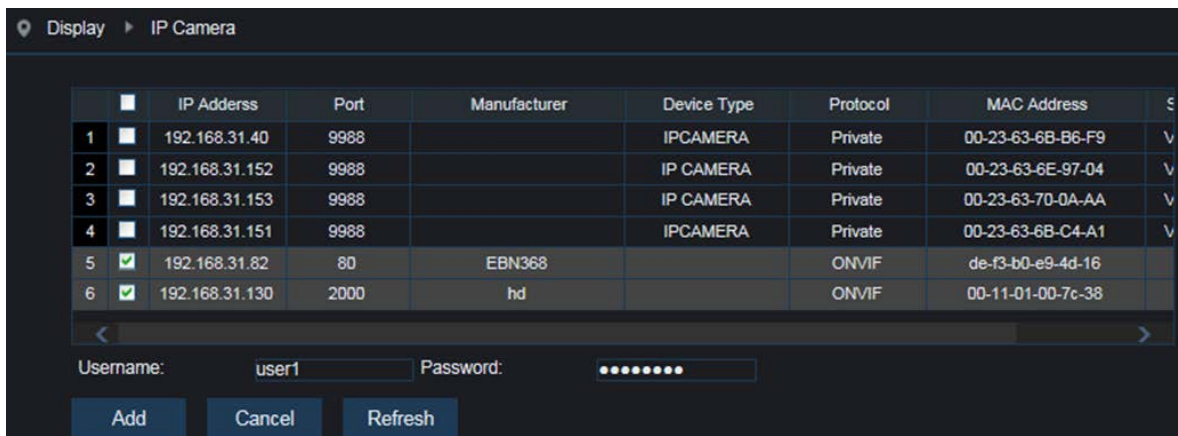 Display IP Camera
IP Adderss Port Manufacturer Device Type Protocol MAC Address
1 192.168.31.40 9988 IPCAMERA Private 00-23-63-6B-B6-F9
2 192.168.31.152 9988 IP CAMERA Private 00-23-63-6E-97-04
3 192.168.31.153 9988 IP CAMERA Private 00-23-63-70-0A-AA
4 192.168.31.151 9988 IPCAMERA Private 00-23-63-6B-C4-A1
5 192.168.31.82 80 EBN368 ONVIF de-f3-b0-e9-4d-16
6 192.168.31.130 2000 hd ONVIF 00-11-01-00-7c-38
Username: user1 Password: ●●●●●●●●
Add Cancel Refresh